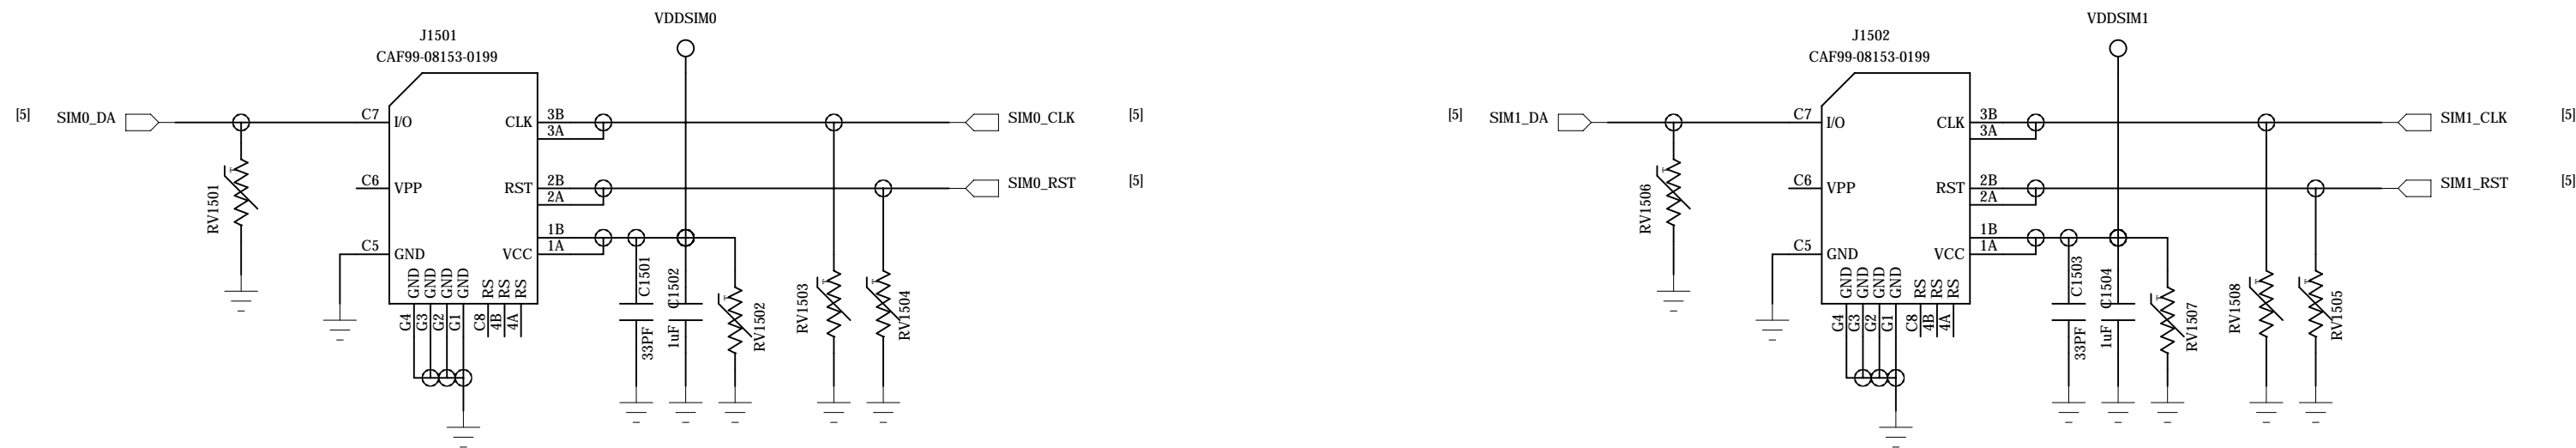 VDDSIM0
J1501
CAF99-08153-0199
[5] SIM0_DA
C7 I/O
CLK 3B
3A
SIM0_CLK [5]
C6 VPP
RST 2B
2A
SIM0_RST [5]
RV1501
C5 GND
VCC 1B
1A
GND GND GND GND RS RS RS
G4 G3 G2 G1 C8 4B 4A
C1501
33PF
C1502
1uF
RV1502
RV1503
RV1504
VDDSIM1
J1502
CAF99-08153-0199
[5] SIM1_DA
C7 I/O
CLK 3B
3A
SIM1_CLK [5]
C6 VPP
RST 2B
2A
SIM1_RST [5]
RV1506
C5 GND
VCC 1B
1A
GND GND GND GND RS RS RS
G4 G3 G2 G1 C8 4B 4A
C1503
33PF
C1504
1uF
RV1507
RV1508
RV1505